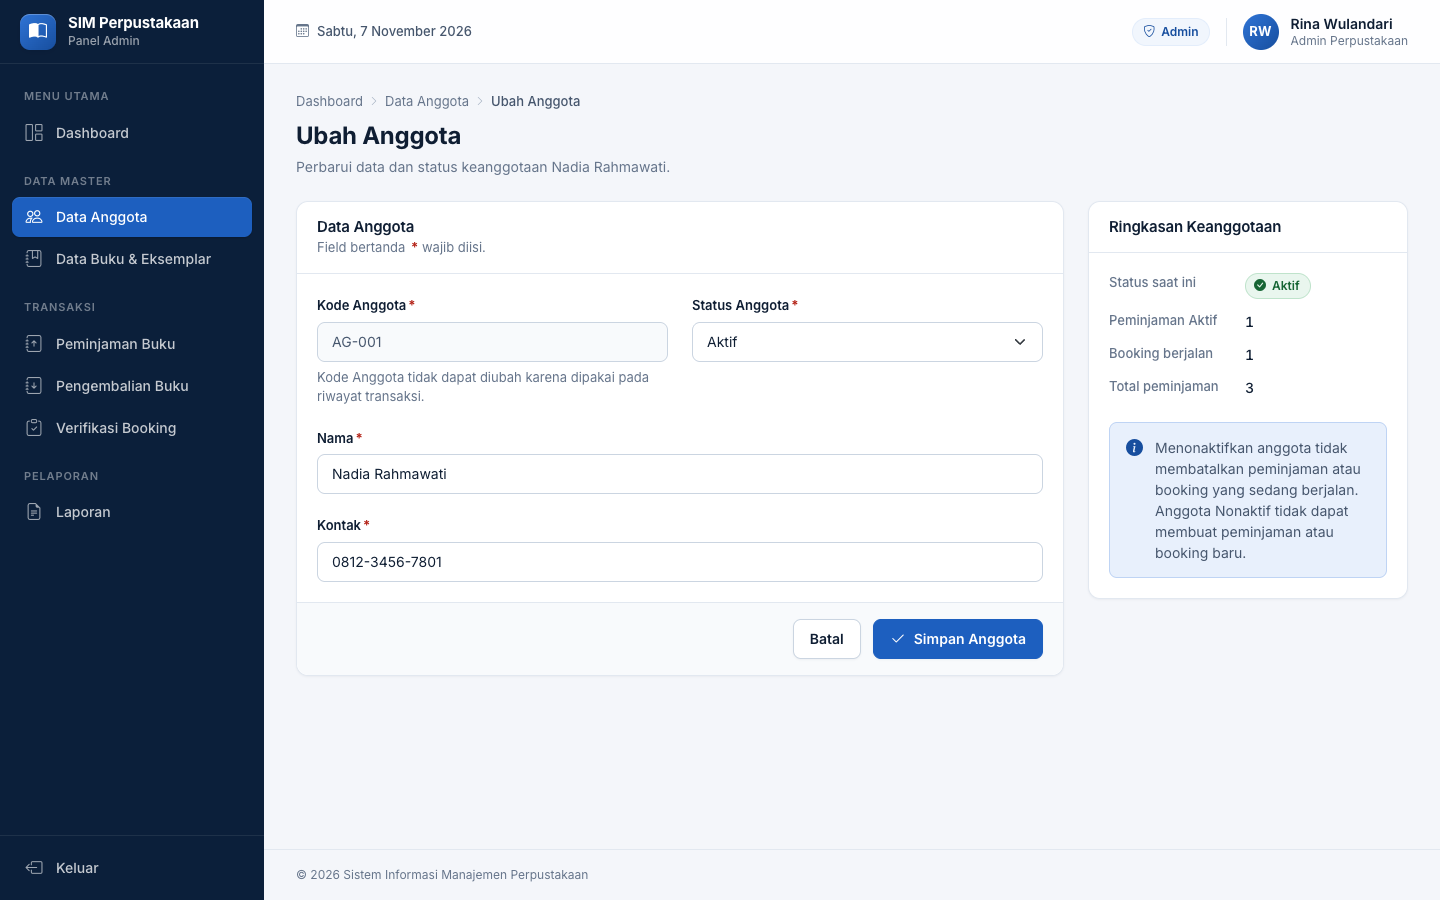 SIM Perpustakaan
Panel Admin
MENU UTAMA
Dashboard
DATA MASTER
Data Anggota
Data Buku & Eksemplar
TRANSAKSI
Peminjaman Buku
Pengembalian Buku
Verifikasi Booking
PELAPORAN
Laporan
Keluar
Sabtu, 7 November 2026
Admin
RW
Rina Wulandari
Admin Perpustakaan
Dashboard > Data Anggota > Ubah Anggota
Ubah Anggota
Perbarui data dan status keanggotaan Nadia Rahmawati.
Data Anggota
Field bertanda * wajib diisi.
Kode Anggota *
AG-001
Kode Anggota tidak dapat diubah karena dipakai pada
riwayat transaksi.
Status Anggota *
Aktif
Nama *
Nadia Rahmawati
Kontak *
0812-3456-7801
Batal
Simpan Anggota
Ringkasan Keanggotaan
Status saat ini Aktif
Peminjaman Aktif 1
Booking berjalan 1
Total peminjaman 3
Menonaktifkan anggota tidak
membatalkan peminjaman atau
booking yang sedang berjalan.
Anggota Nonaktif tidak dapat
membuat peminjaman atau
booking baru.
© 2026 Sistem Informasi Manajemen Perpustakaan